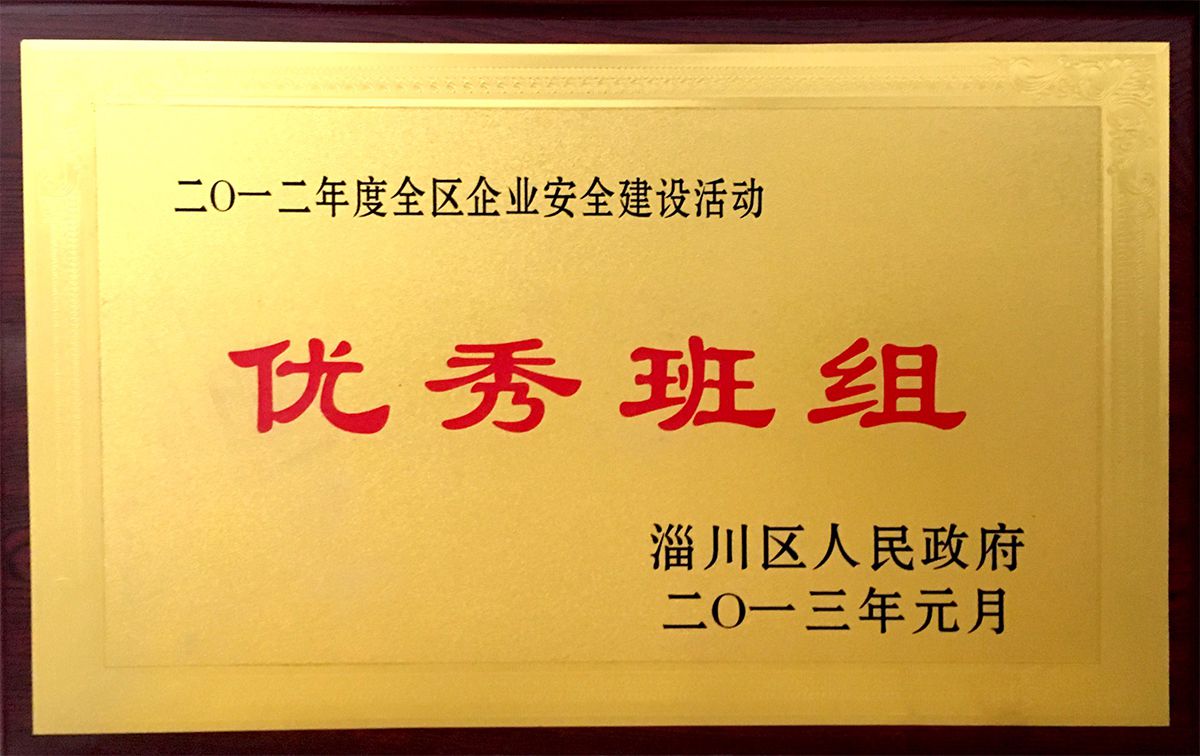 二〇一二年度全区企业安全建设活动
优秀班组
淄川区人民政府
二〇一三年元月